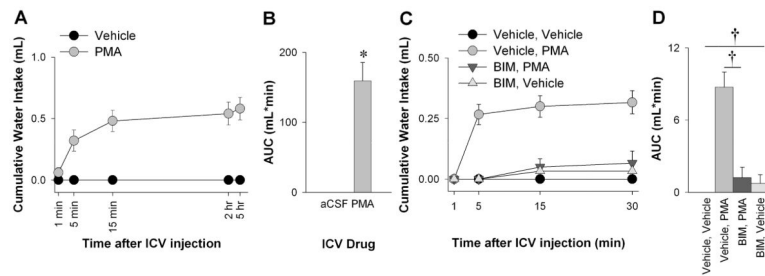 A
Vehicle
PMA
Cumulative Water Intake (mL)
1.0
0.5
0.0
1 min
5 min
15 min
2 hr
5 hr
Time after ICV injection
B
AUC (mL*min)
200
150
100
50
0
*
aCSF PMA
ICV Drug
C
Vehicle, Vehicle
Vehicle, PMA
BIM, PMA
BIM, Vehicle
Cumulative Water Intake (mL)
0.50
0.25
0.00
1 5 15 30
Time after ICV injection (min)
D
AUC (mL*min)
12
6
0
†
†
Vehicle, Vehicle
Vehicle, PMA
BIM, PMA
BIM, Vehicle